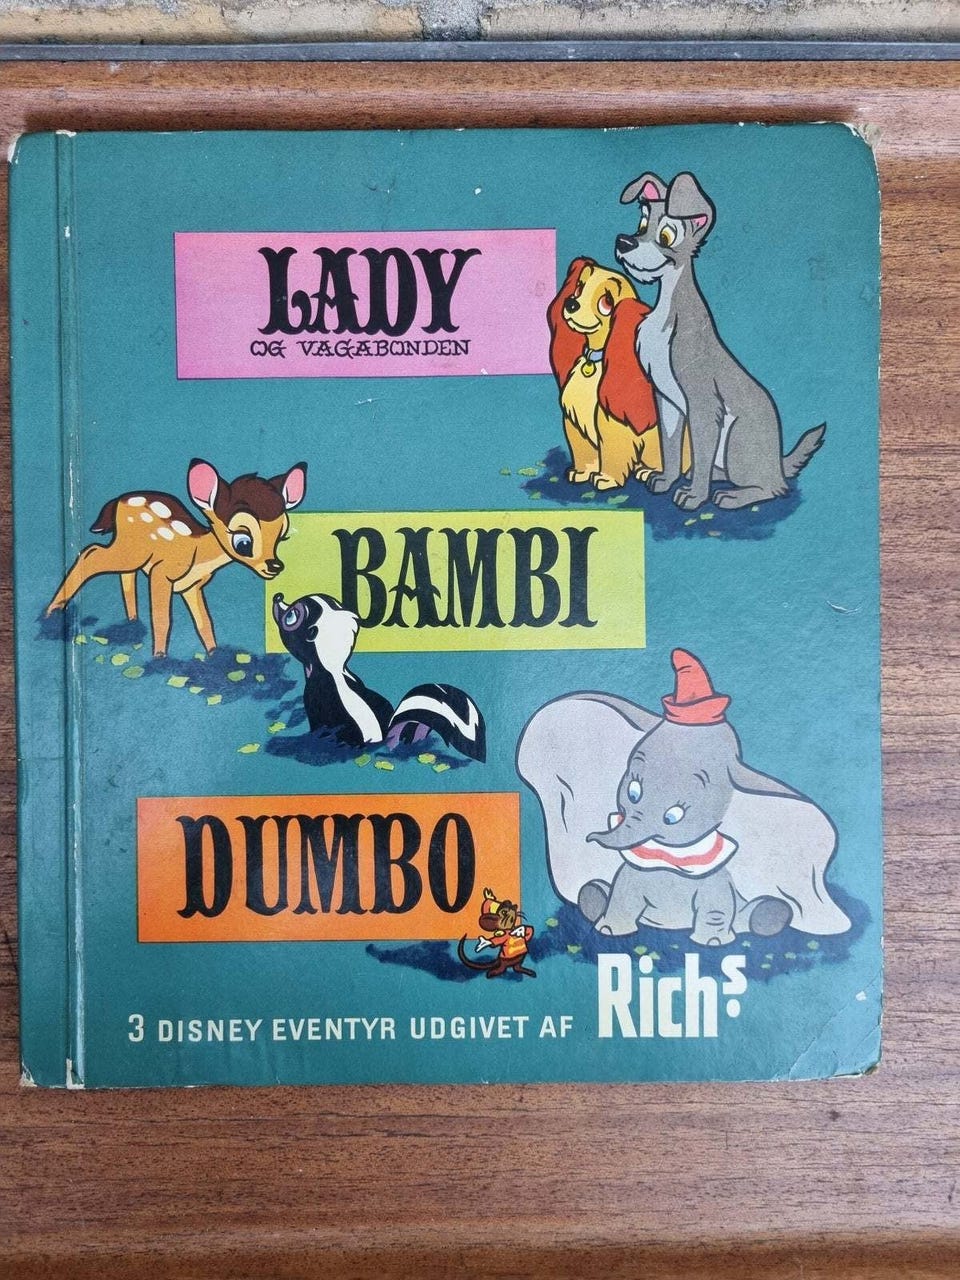 LADY
OG VAGABONDEN
BAMBI
DUMBO
3 DISNEY EVENTYR UDGIVET AF Richs